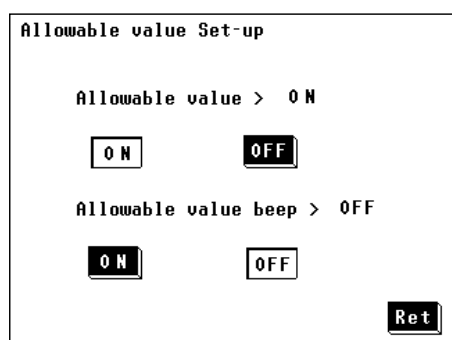 Allowable value Set-up
Allowable value > ON
ON OFF
Allowable value beep > OFF
ON OFF
Ret